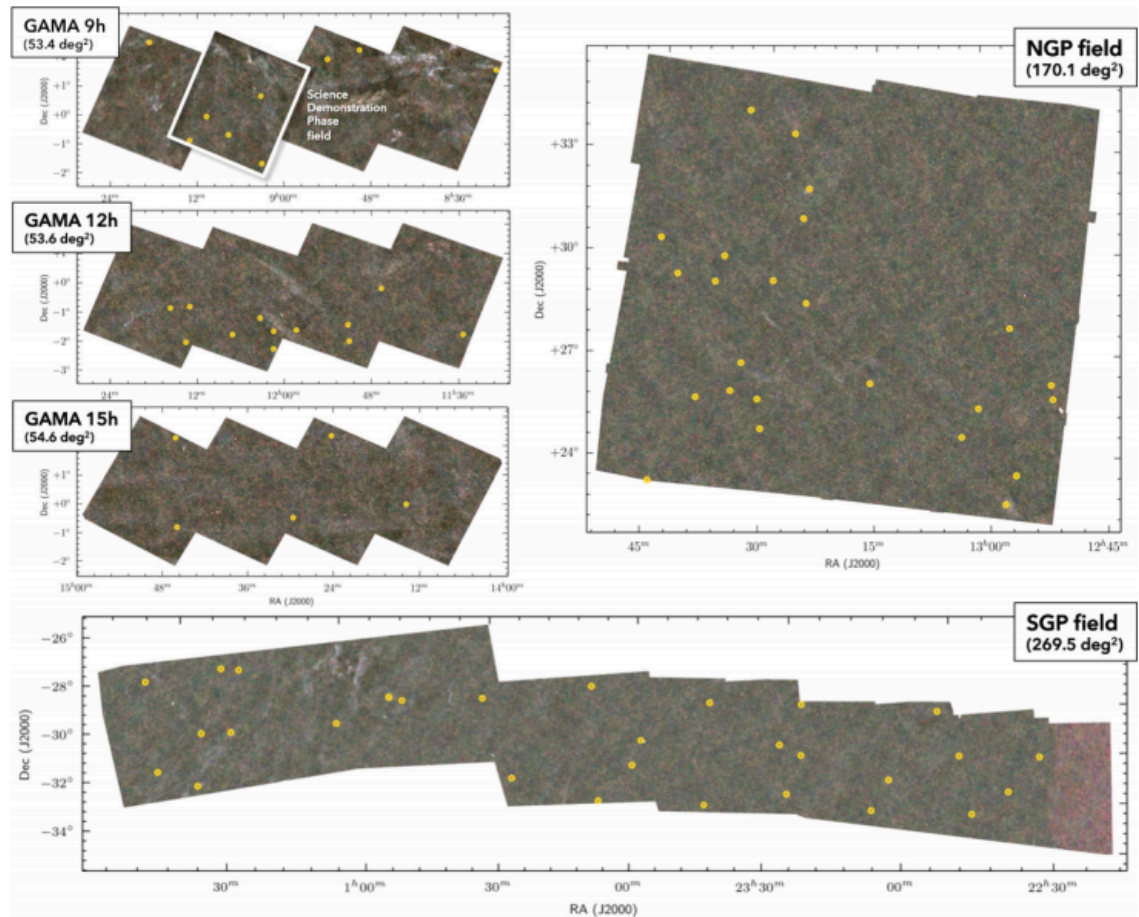 GAMA 9h
(53.4 deg²)
Dec (J2000)
+2°
+1°
+0°
−1°
−2°
Science
Demonstration
Phase
field
24ᵐ
12ᵐ
9ʰ00ᵐ
48ᵐ
8ʰ36ᵐ
GAMA 12h
(53.6 deg²)
Dec (J2000)
+0°
−1°
−2°
−3°
24ᵐ
12ᵐ
12ʰ00ᵐ
48ᵐ
11ʰ36ᵐ
GAMA 15h
(54.6 deg²)
Dec (J2000)
+1°
+0°
−1°
−2°
15ʰ00ᵐ
48ᵐ
36ᵐ
24ᵐ
12ᵐ
14ʰ00ᵐ
RA (J2000)
NGP field
(170.1 deg²)
Dec (J2000)
+33°
+30°
+27°
+24°
45ᵐ
30ᵐ
15ᵐ
13ʰ00ᵐ
12ʰ45ᵐ
RA (J2000)
SGP field
(269.5 deg²)
Dec (J2000)
−26°
−28°
−30°
−32°
−34°
30ᵐ
1ʰ00ᵐ
30ᵐ
00ᵐ
23ʰ30ᵐ
00ᵐ
22ʰ30ᵐ
RA (J2000)